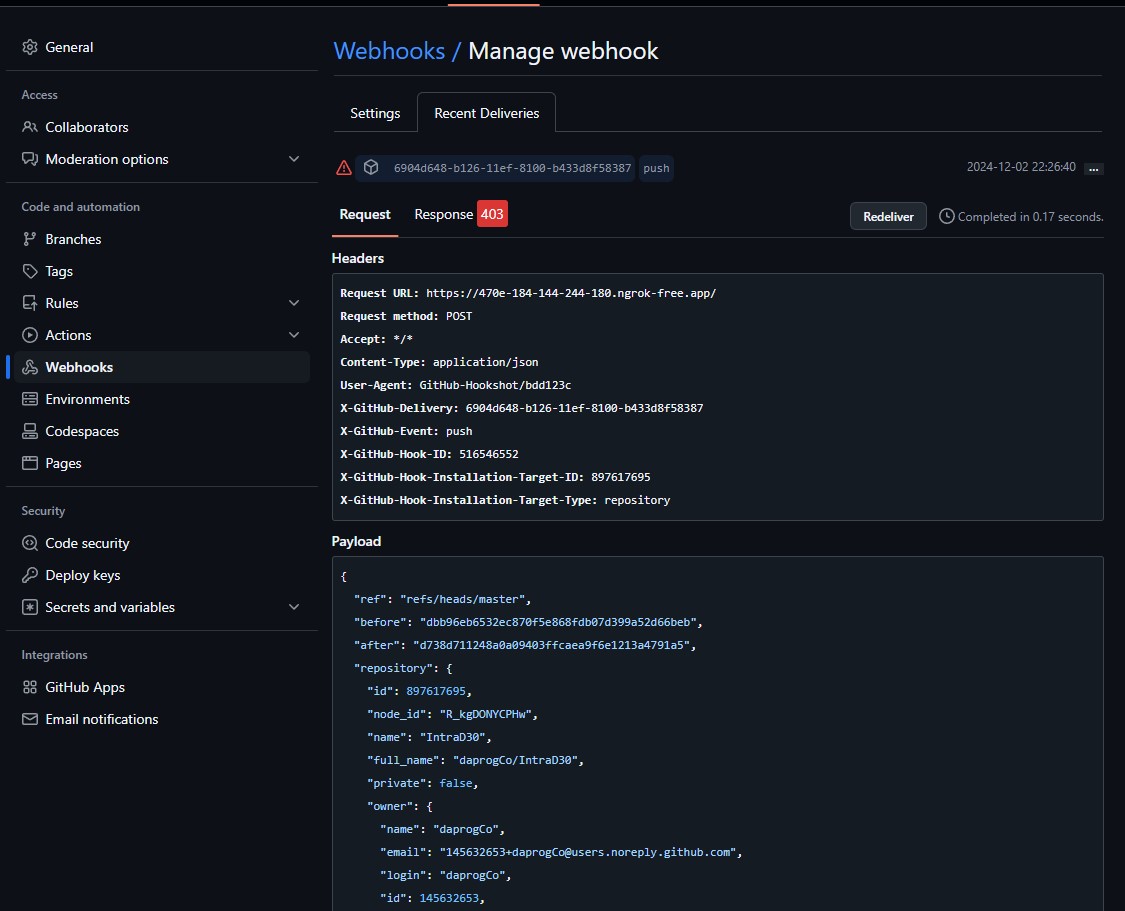 General
Access
Collaborators
Moderation options
Code and automation
Branches
Tags
Rules
Actions
Webhooks
Environments
Codespaces
Pages
Security
Code security
Deploy keys
Secrets and variables
Integrations
GitHub Apps
Email notifications
Webhooks / Manage webhook
Settings Recent Deliveries
6904d648-b126-11ef-8100-b433d8f58387 push 2024-12-02 22:26:40 ...
Request Response 403 Redeliver Completed in 0.17 seconds.
Headers
Request URL: https://470e-184-144-244-180.ngrok-free.app/
Request method: POST
Accept: */*
Content-Type: application/json
User-Agent: GitHub-Hookshot/bdd123c
X-GitHub-Delivery: 6904d648-b126-11ef-8100-b433d8f58387
X-GitHub-Event: push
X-GitHub-Hook-ID: 516546552
X-GitHub-Hook-Installation-Target-ID: 897617695
X-GitHub-Hook-Installation-Target-Type: repository
Payload
{
"ref": "refs/heads/master",
"before": "dbb96eb6532ec870f5e868fdb07d399a52d66beb",
"after": "d738d711248a0a09403ffcaea9f6e1213a4791a5",
"repository": {
"id": 897617695,
"node_id": "R_kgDONYCPHw",
"name": "IntraD30",
"full_name": "daprogCo/IntraD30",
"private": false,
"owner": {
"name": "daprogCo",
"email": "145632653+daprogCo@users.noreply.github.com",
"login": "daprogCo",
"id": 145632653,